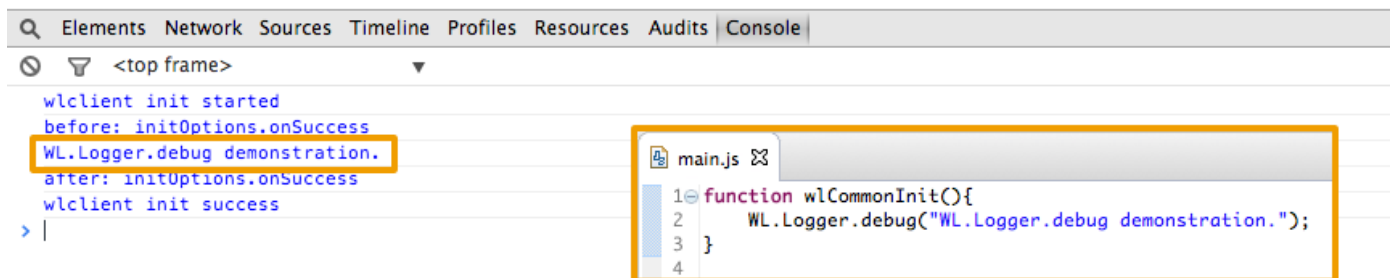 Elements Network Sources Timeline Profiles Resources Audits Console
<top frame>
wlclient init started
before: initOptions.onSuccess
WL.Logger.debug demonstration.
after: initOptions.onSuccess
wlclient init success
>
main.js
1 function wlCommonInit(){
2 WL.Logger.debug("WL.Logger.debug demonstration.");
3 }
4